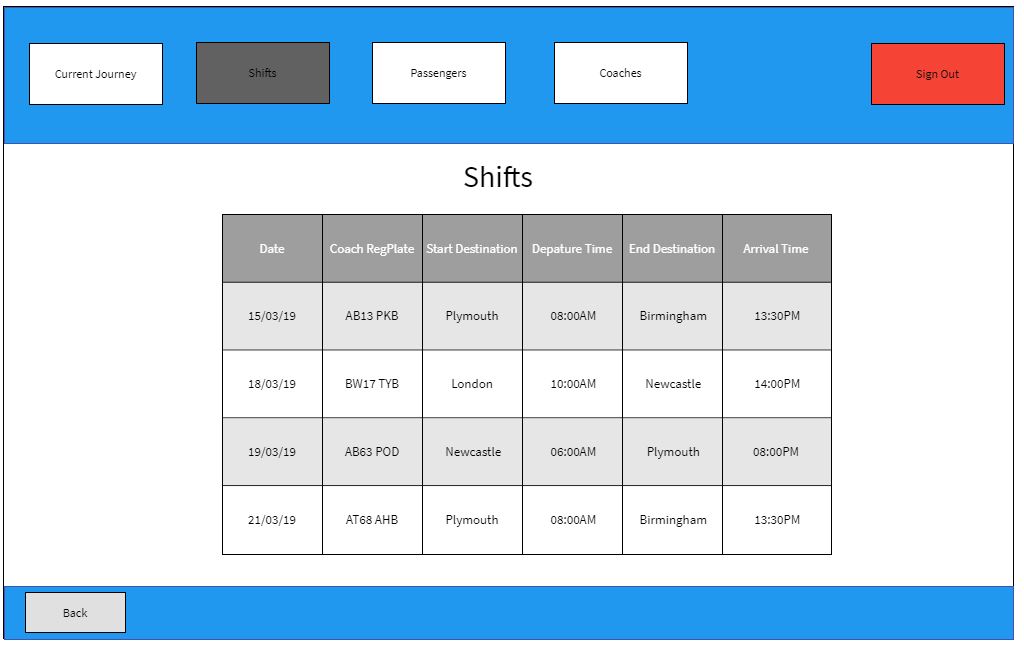 Current Journey Shifts Passengers Coaches Sign Out
Shifts
Date Coach RegPlate Start Destination Depature Time End Destination Arrival Time
15/03/19 AB13 PKB Plymouth 08:00AM Birmingham 13:30PM
18/03/19 BW17 TYB London 10:00AM Newcastle 14:00PM
19/03/19 AB63 POD Newcastle 06:00AM Plymouth 08:00PM
21/03/19 AT68 AHB Plymouth 08:00AM Birmingham 13:30PM
Back